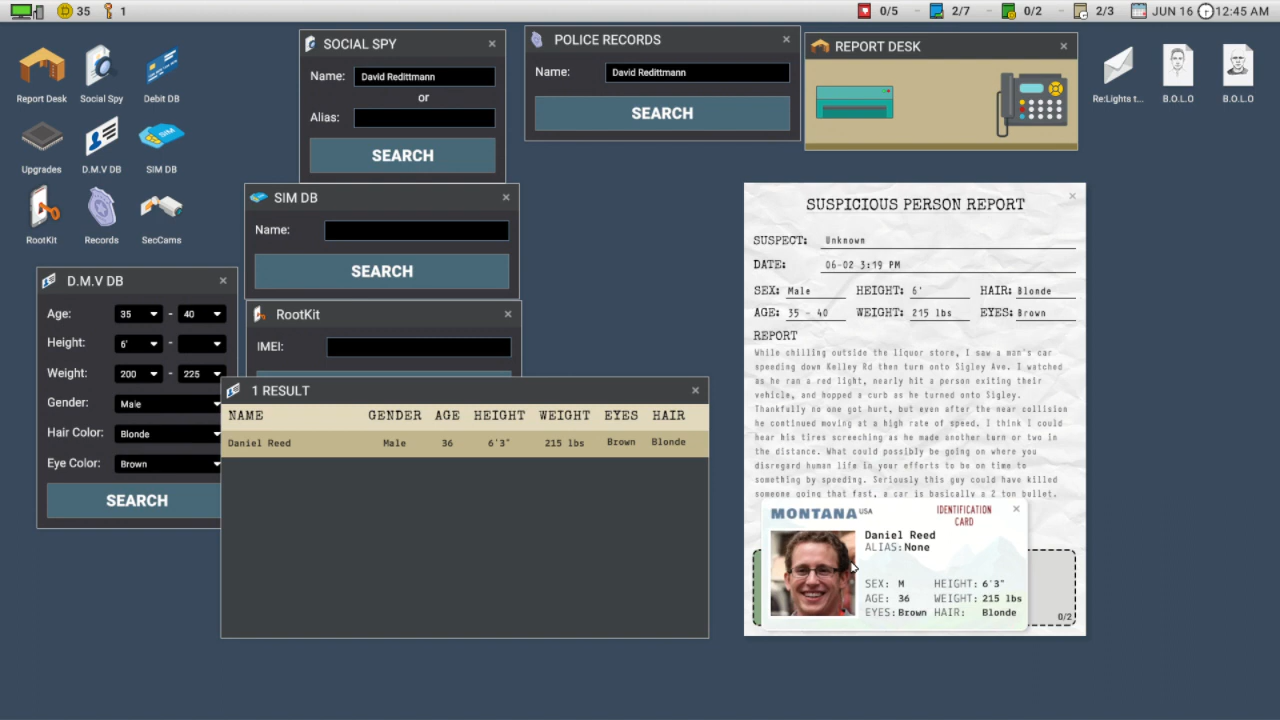 35
1
0/5
2/7
0/2
2/3
JUN 16
12:45 AM
Report Desk
Social Spy
Debit DB
Upgrades
D.M.V DB
SIM DB
RootKit
Records
SecCams
SOCIAL SPY
Name: David Redittmann
or
Alias:
SEARCH
POLICE RECORDS
Name: David Redittmann
SEARCH
REPORT DESK
Re:Lights t...
B.O.L.O
B.O.L.O
SIM DB
Name:
SEARCH
RootKit
IMEI:
D.M.V DB
Age: 35 - 40
Height: 6' -
Weight: 200 - 225
Gender: Male
Hair Color: Blonde
Eye Color: Brown
SEARCH
1 RESULT
NAME GENDER AGE HEIGHT WEIGHT EYES HAIR
Daniel Reed Male 36 6'3" 215 lbs Brown Blonde
SUSPICIOUS PERSON REPORT
SUSPECT: Unknown
DATE: 06-02 3:19 PM
SEX: Male HEIGHT: 6' HAIR: Blonde
AGE: 35 - 40 WEIGHT: 215 lbs EYES: Brown
REPORT
While chilling outside the liquor store, I saw a man's car
speeding down Kelley Rd then turn onto Sigley Ave. I watched
as he ran a red light, nearly hit a person exiting their
vehicle, and hopped a curb as he turned onto Sigley.
Thankfully no one got hurt, but even after the near collision
he continued moving at a high rate of speed. I think I could
hear his tires screeching as he made another turn or two in
the distance. What could possibly be going on where you
disregard human life in your efforts to be on time to
something by speeding. Seriously this guy could have killed
someone going that fast, a car is basically a 2 ton bullet.
MONTANA USA
IDENTIFICATION
CARD
Daniel Reed
ALIAS: None
SEX: M HEIGHT: 6'3"
AGE: 36 WEIGHT: 215 lbs
EYES: Brown HAIR: Blonde
0/2